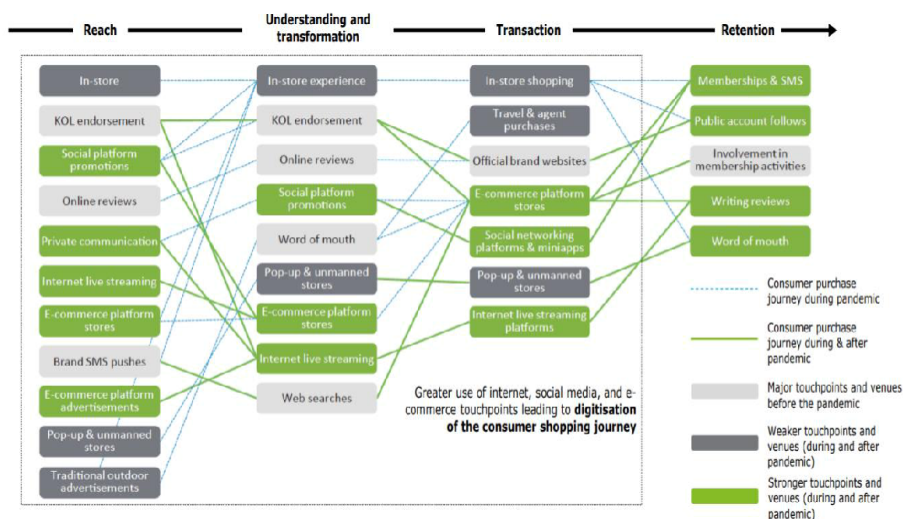 Reach
Understanding and
transformation
Transaction
Retention
In-store
KOL endorsement
Social platform
promotions
Online reviews
Private communication
Internet live streaming
E-commerce platform
stores
Brand SMS pushes
E-commerce platform
advertisements
Pop-up & unmanned
stores
Traditional outdoor
advertisements
In-store experience
KOL endorsement
Online reviews
Social platform
promotions
Word of mouth
Pop-up & unmanned
stores
E-commerce platform
stores
Internet live streaming
Web searches
In-store shopping
Travel & agent
purchases
Official brand websites
E-commerce platform
stores
Social networking
platforms & miniapps
Pop-up & unmanned
stores
Internet live streaming
platforms
Greater use of internet, social media, and e-
commerce touchpoints leading to digitisation
of the consumer shopping journey
Memberships & SMS
Public account follows
Involvement in
membership activities
Writing reviews
Word of mouth
Consumer purchase
journey during pandemic
Consumer purchase
journey during & after
pandemic
Major touchpoints and venues
before the pandemic
Weaker touchpoints and
venues (during and after
pandemic)
Stronger touchpoints and
venues (during and after
pandemic)